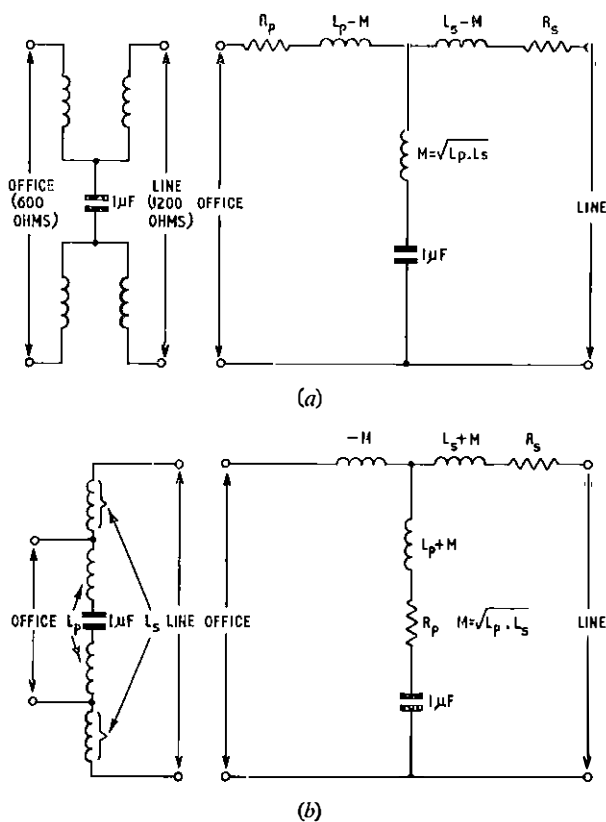 Rp
Lp-M
Ls-M
Rs
OFFICE
(600
OHMS)
1µF
LINE
(1200
OHMS)
OFFICE
M=√Lp.Ls
1µF
LINE
(a)
-M
Ls+M
Rs
Lp+M
OFFICE
Lp
1µF
Ls
LINE
OFFICE
Rp
M=√Lp.Ls
1µF
LINE
(b)